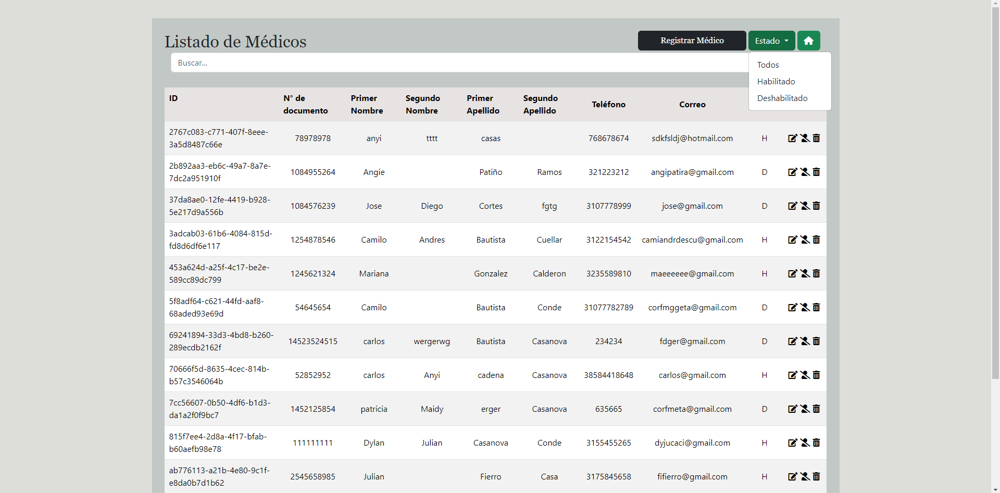 Listado de Médicos
Registrar Médico
Estado
Buscar...
Todos
Habilitado
Deshabilitado
ID N° de documento Primer Nombre Segundo Nombre Primer Apellido Segundo Apellido Teléfono Correo
2767c083-c771-407f-8eee-3a5d8487c66e 78978978 anyi tttt casas 768678674 sdkfsldj@hotmail.com H
2b892aa3-eb6c-49a7-8a7e-7dc2a951910f 1084955264 Angie Patiño Ramos 321223212 angipatira@gmail.com D
37da8ae0-12fe-4419-b928-5e217d9a556b 1084576239 Jose Diego Cortes fgtg 3107778999 jose@gmail.com D
3adcab03-61b6-4084-815d-fd8d6df6e117 1254878546 Camilo Andres Bautista Cuellar 3122154542 camiandrdescu@gmail.com H
453a624d-a25f-4c17-be2e-589cc89dc799 1245621324 Mariana Gonzalez Calderon 3235589810 maeeeeee@gmail.com H
5f8adf64-c621-44fd-aaf8-68aded93e69d 54645654 Camilo Bautista Conde 31077782789 corfmggeta@gmail.com D
69241894-33d3-4bd8-b260-289ecdb2162f 14523524515 carlos wergerwg Bautista Casanova 234234 fdger@gmail.com D
70666f5d-8635-4cec-814b-b57c3546064b 52852952 carlos Anyi cadena Casanova 38584418648 carlos@gmail.com H
7cc56607-0b50-4df6-b1d3-da1a2f0f9bc7 1452125854 patricia Maidy erger Casanova 635665 corfmeta@gmail.com D
815f7ee4-2d8a-4f17-bfab-b60aefb98e78 111111111 Dylan Julian Casanova Conde 3155455265 dyjucaci@gmail.com H
ab776113-a21b-4e80-9c1f-e8da0b7d1b62 2545658985 Julian Fierro Casa 3175845658 fifierro@gmail.com H